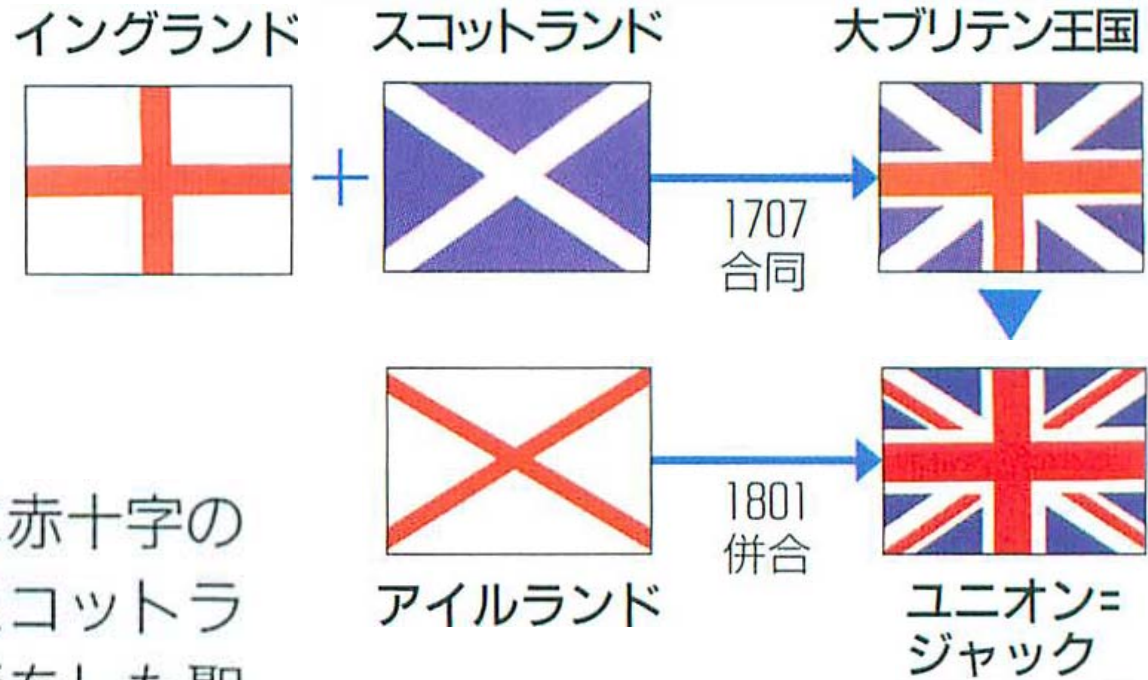 イングランド
スコットランド
大ブリテン王国
1707
合同
1801
併合
アイルランド
ユニオン=
ジャック
赤十字の
コットラ